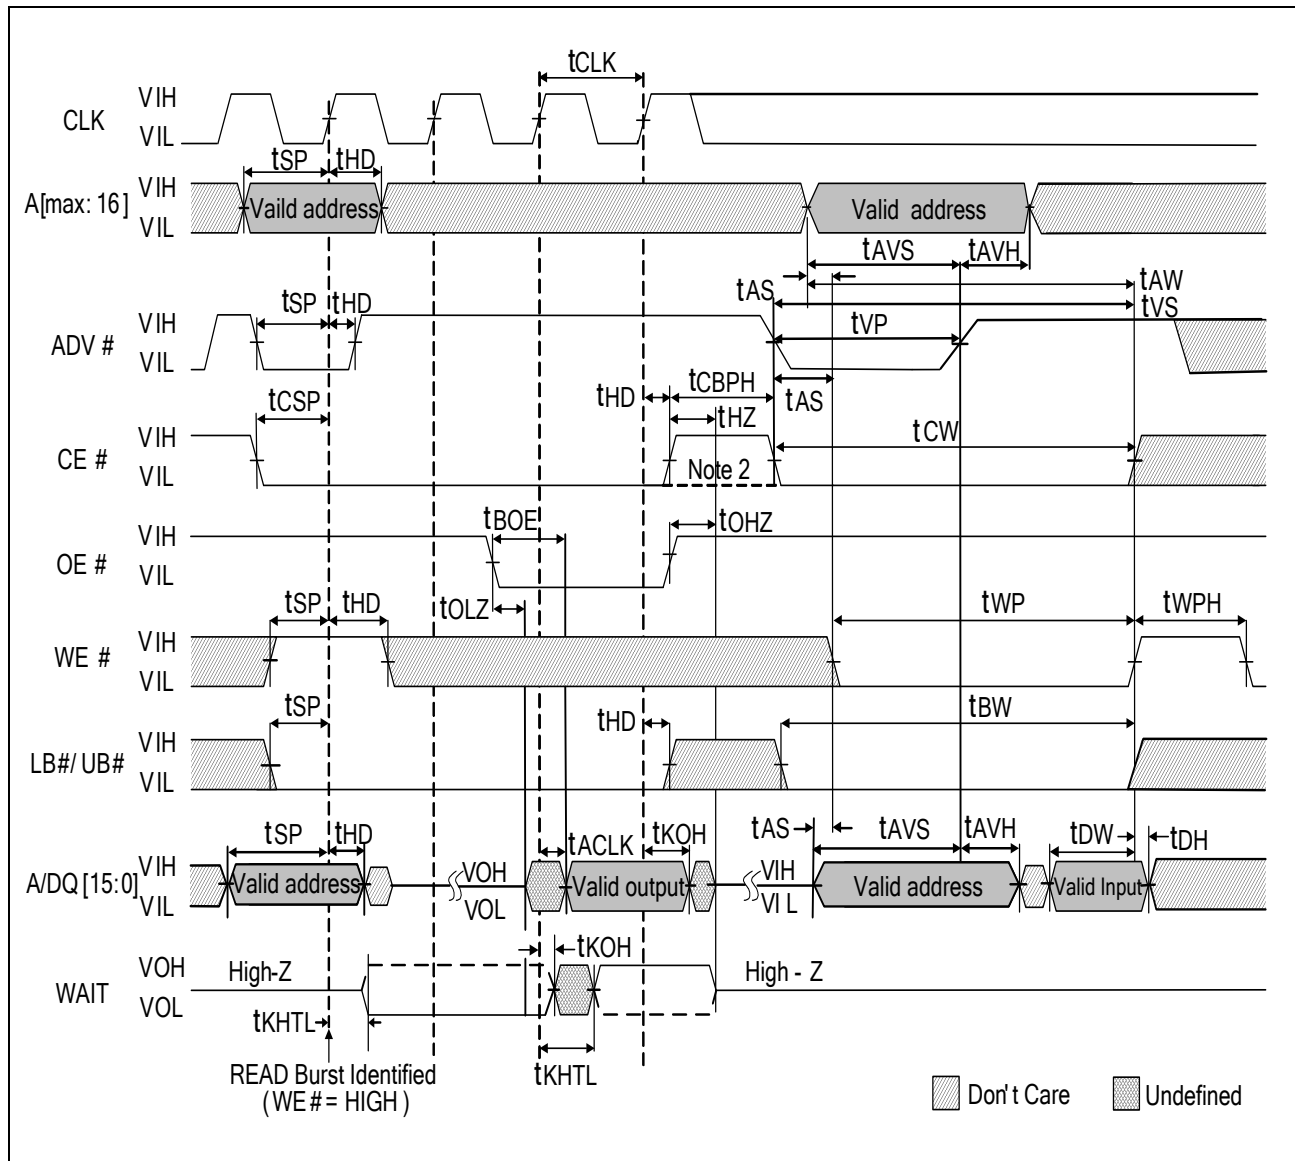 tCLK
CLK VIH
VIL
tSP tHD
A[max: 16] VIH
VIL
Vaild address
Valid address
tAVS tAVH
tAW
tAS
tVS
tSP tHD
ADV # VIH
VIL
tVP
tHD tCBPH tAS
tCSP tHZ
CE # VIH
VIL
Note 2
tCW
tBOE tOHZ
OE # VIH
VIL
tOLZ
tSP tHD
tWP tWPH
WE # VIH
VIL
tSP tHD tBW
LB#/ UB# VIH
VIL
tSP tHD tACLK tKOH tAS tAVS tAVH tDW tDH
A/DQ [15:0] VIH
VIL
Valid address
VOH
VOL
Valid output
VIH
VI L
Valid address
Valid Input
tKOH
WAIT VOH
VOL
High-Z
High - Z
tKHTL
tKHTL
READ Burst Identified
( WE # = HIGH )
Don't Care
Undefined